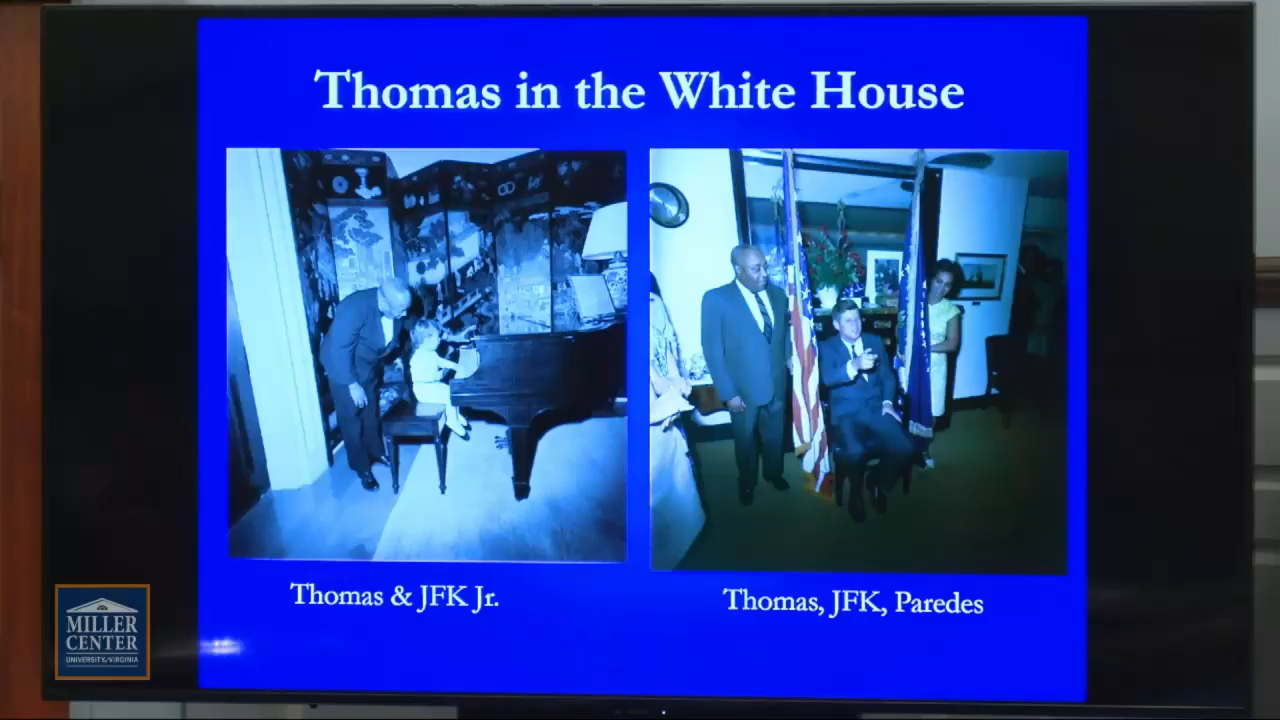 Thomas in the White House
Thomas & JFK Jr.
Thomas, JFK, Paredes
MILLER
CENTER
UNIVERSITY of VIRGINIA